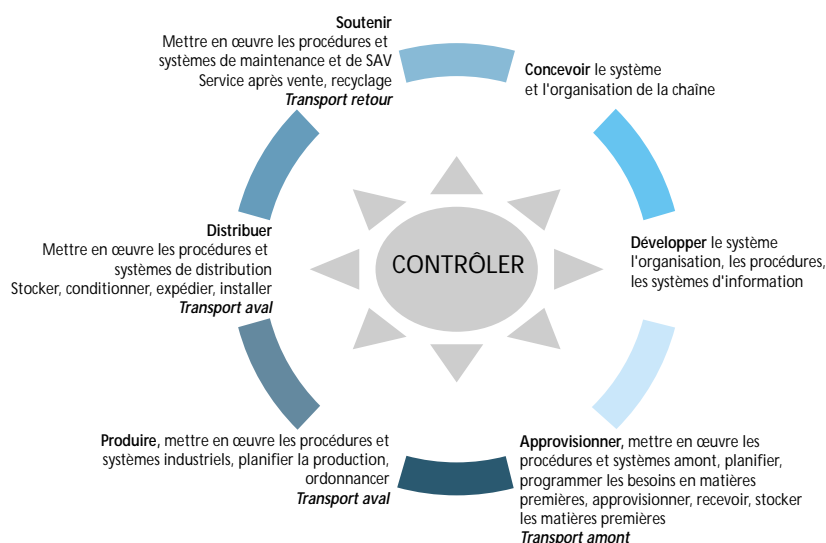 Soutenir
Mettre en œuvre les procédures et
systèmes de maintenance et de SAV
Service après vente, recyclage
Transport retour
Concevoir le système
et l'organisation de la chaîne
Distribuer
Mettre en œuvre les procédures et
systèmes de distribution
Stocker, conditionner, expédier, installer
Transport aval
CONTRÔLER
Développer le système
l'organisation, les procédures,
les systèmes d'information
Produire, mettre en œuvre les procédures et
systèmes industriels, planifier la production,
ordonnancer
Transport aval
Approvisionner, mettre en œuvre les
procédures et systèmes amont, planifier,
programmer les besoins en matières
premières, approvisionner, recevoir, stocker
les matières premières
Transport amont